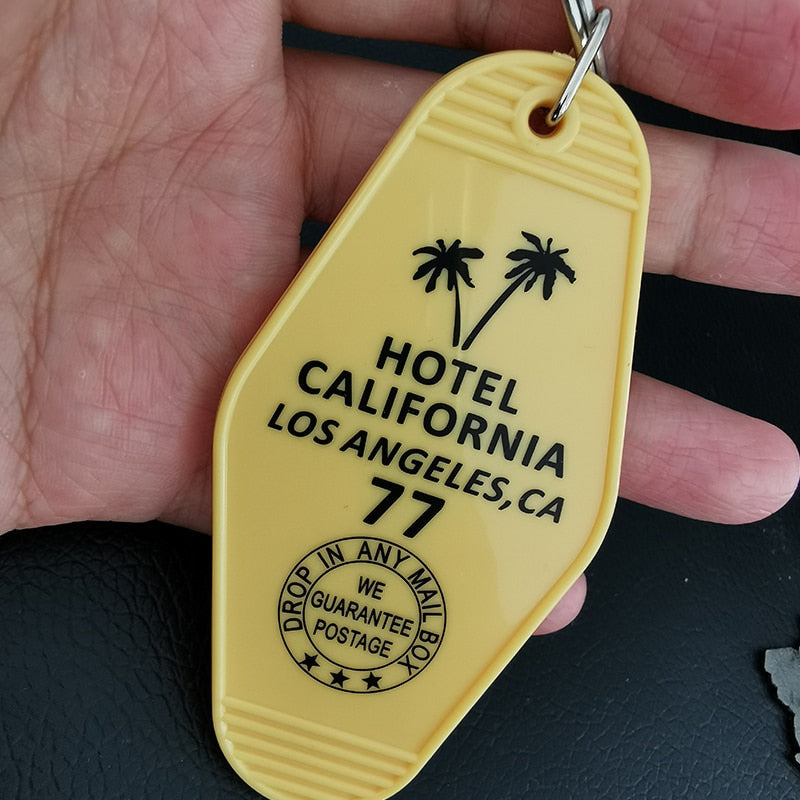 HOTEL
CALIFORNIA
LOS ANGELES, CA
77
DROP IN ANY MAIL BOX
WE
GUARANTEE
POSTAGE